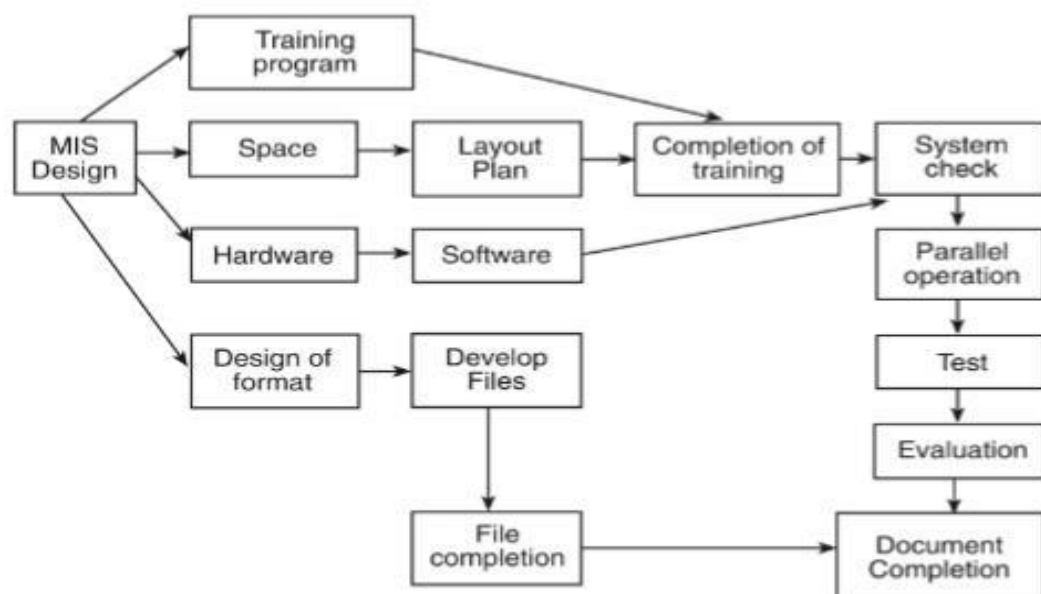 Training
program
MIS
Design
Space
Layout
Plan
Completion of
training
System
check
Hardware
Software
Parallel
operation
Design of
format
Develop
Files
Test
Evaluation
File
completion
Document
Completion